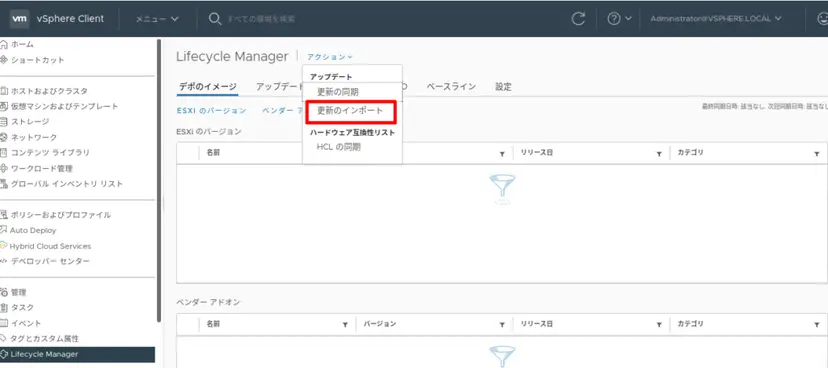 vm vSphere Client メニュー すべての環境を検索 Administrator@VSPHERE.LOCAL
ホーム
ショートカット
ホストおよびクラスタ
仮想マシンおよびテンプレート
ストレージ
ネットワーク
コンテンツ ライブラリ
ワークロード管理
グローバル インベントリ リスト
ポリシーおよびプロファイル
Auto Deploy
Hybrid Cloud Services
デベロッパー センター
管理
タスク
イベント
タグとカスタム属性
Lifecycle Manager
Lifecycle Manager アクション
アップデート
更新の同期
更新のインポート
ハードウェア互換性リスト
HCL の同期
デポのイメージ アップデート ベースライン 設定
ESXI のバージョン ベンダー ア
最終同期日時: 該当なし, 次回同期日時: 該当なし
ESXi のバージョン
名前 リリース日 カテゴリ
ベンダー アドオン
名前 バージョン リリース日 カテゴリ